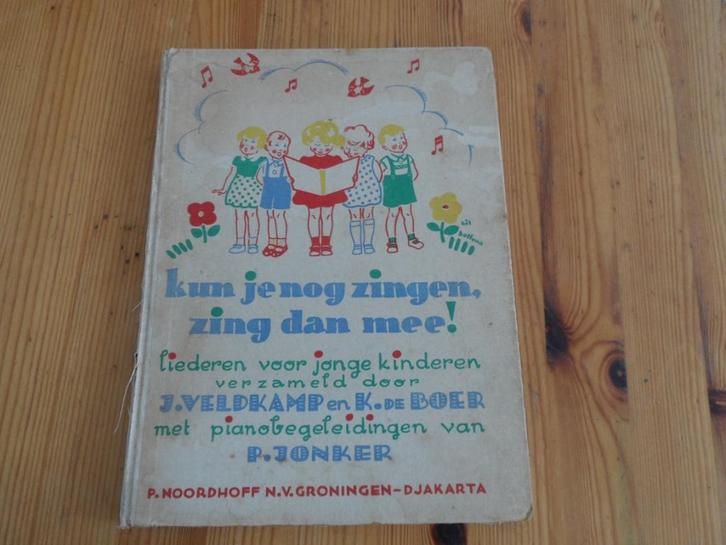 kun je nog zingen,
zing dan mee!
liederen voor jonge kinderen
verzameld door
J. VELDKAMP en K. DE BOER
met pianobegeleidingen van
P. JONKER
P. NOORDHOFF N.V. GRONINGEN-DJAKARTA